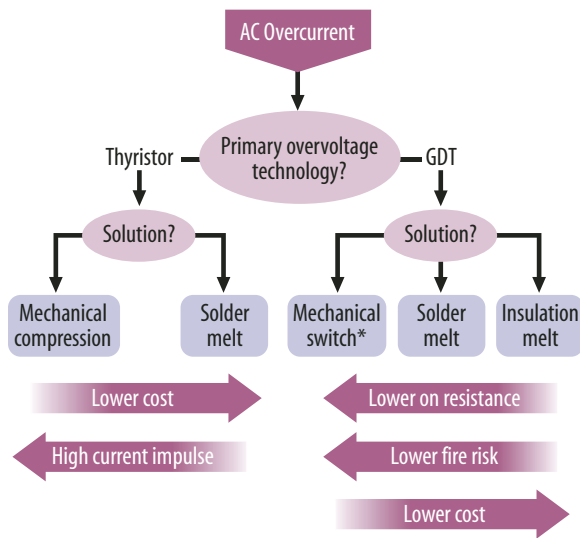 AC Overcurrent
Primary overvoltage
technology?
Thyristor
GDT
Solution?
Solution?
Mechanical
compression
Solder
melt
Mechanical
switch*
Solder
melt
Insulation
melt
Lower cost
High current impulse
Lower on resistance
Lower fire risk
Lower cost